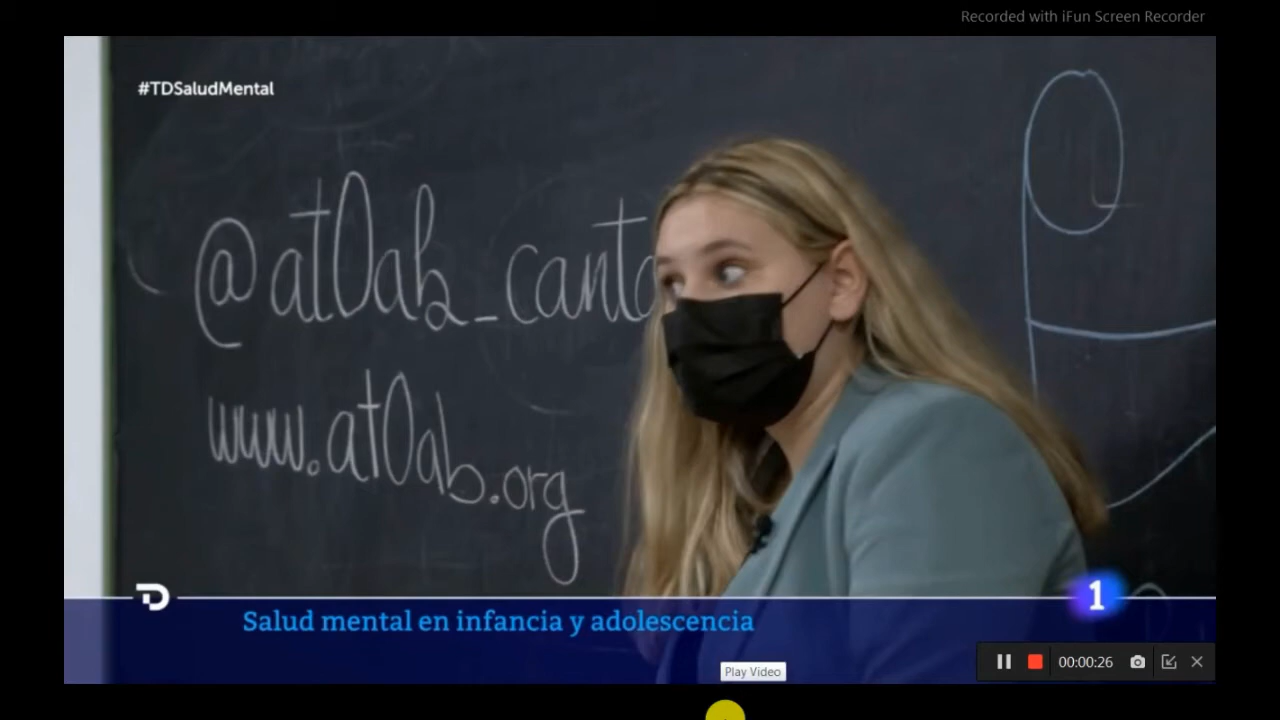 Recorded with iFun Screen Recorder
#TDSaludMental
@at0ab_canta
www.at0ab.org
1
Salud mental en infancia y adolescencia
00:00:26
Play Video